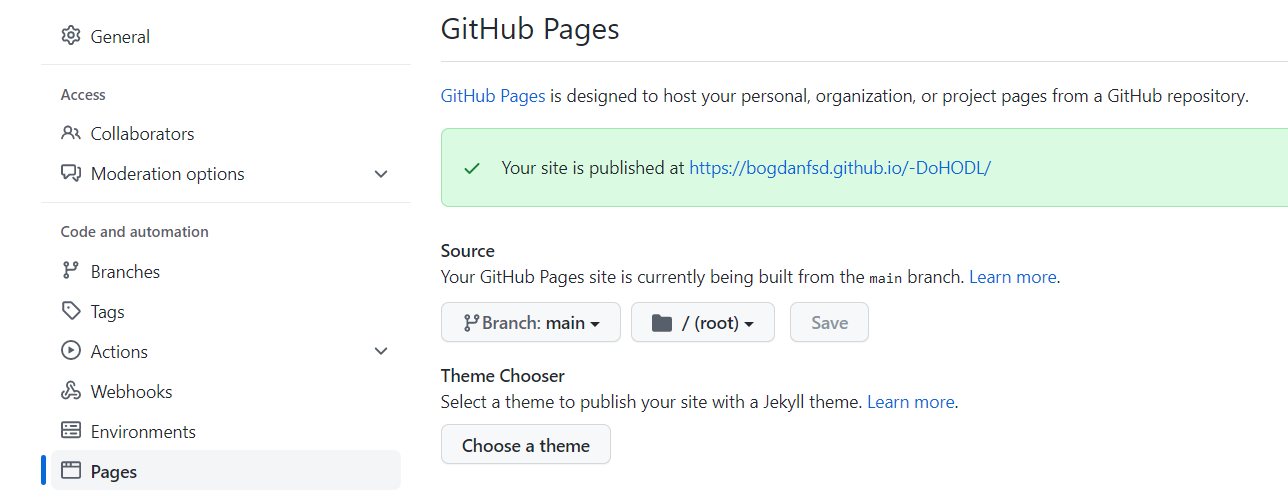 General
Access
Collaborators
Moderation options
Code and automation
Branches
Tags
Actions
Webhooks
Environments
Pages
GitHub Pages
GitHub Pages is designed to host your personal, organization, or project pages from a GitHub repository.
Your site is published at https://bogdanfsd.github.io/-DoHODL/
Source
Your GitHub Pages site is currently being built from the main branch. Learn more.
Branch: main
/ (root)
Save
Theme Chooser
Select a theme to publish your site with a Jekyll theme. Learn more.
Choose a theme